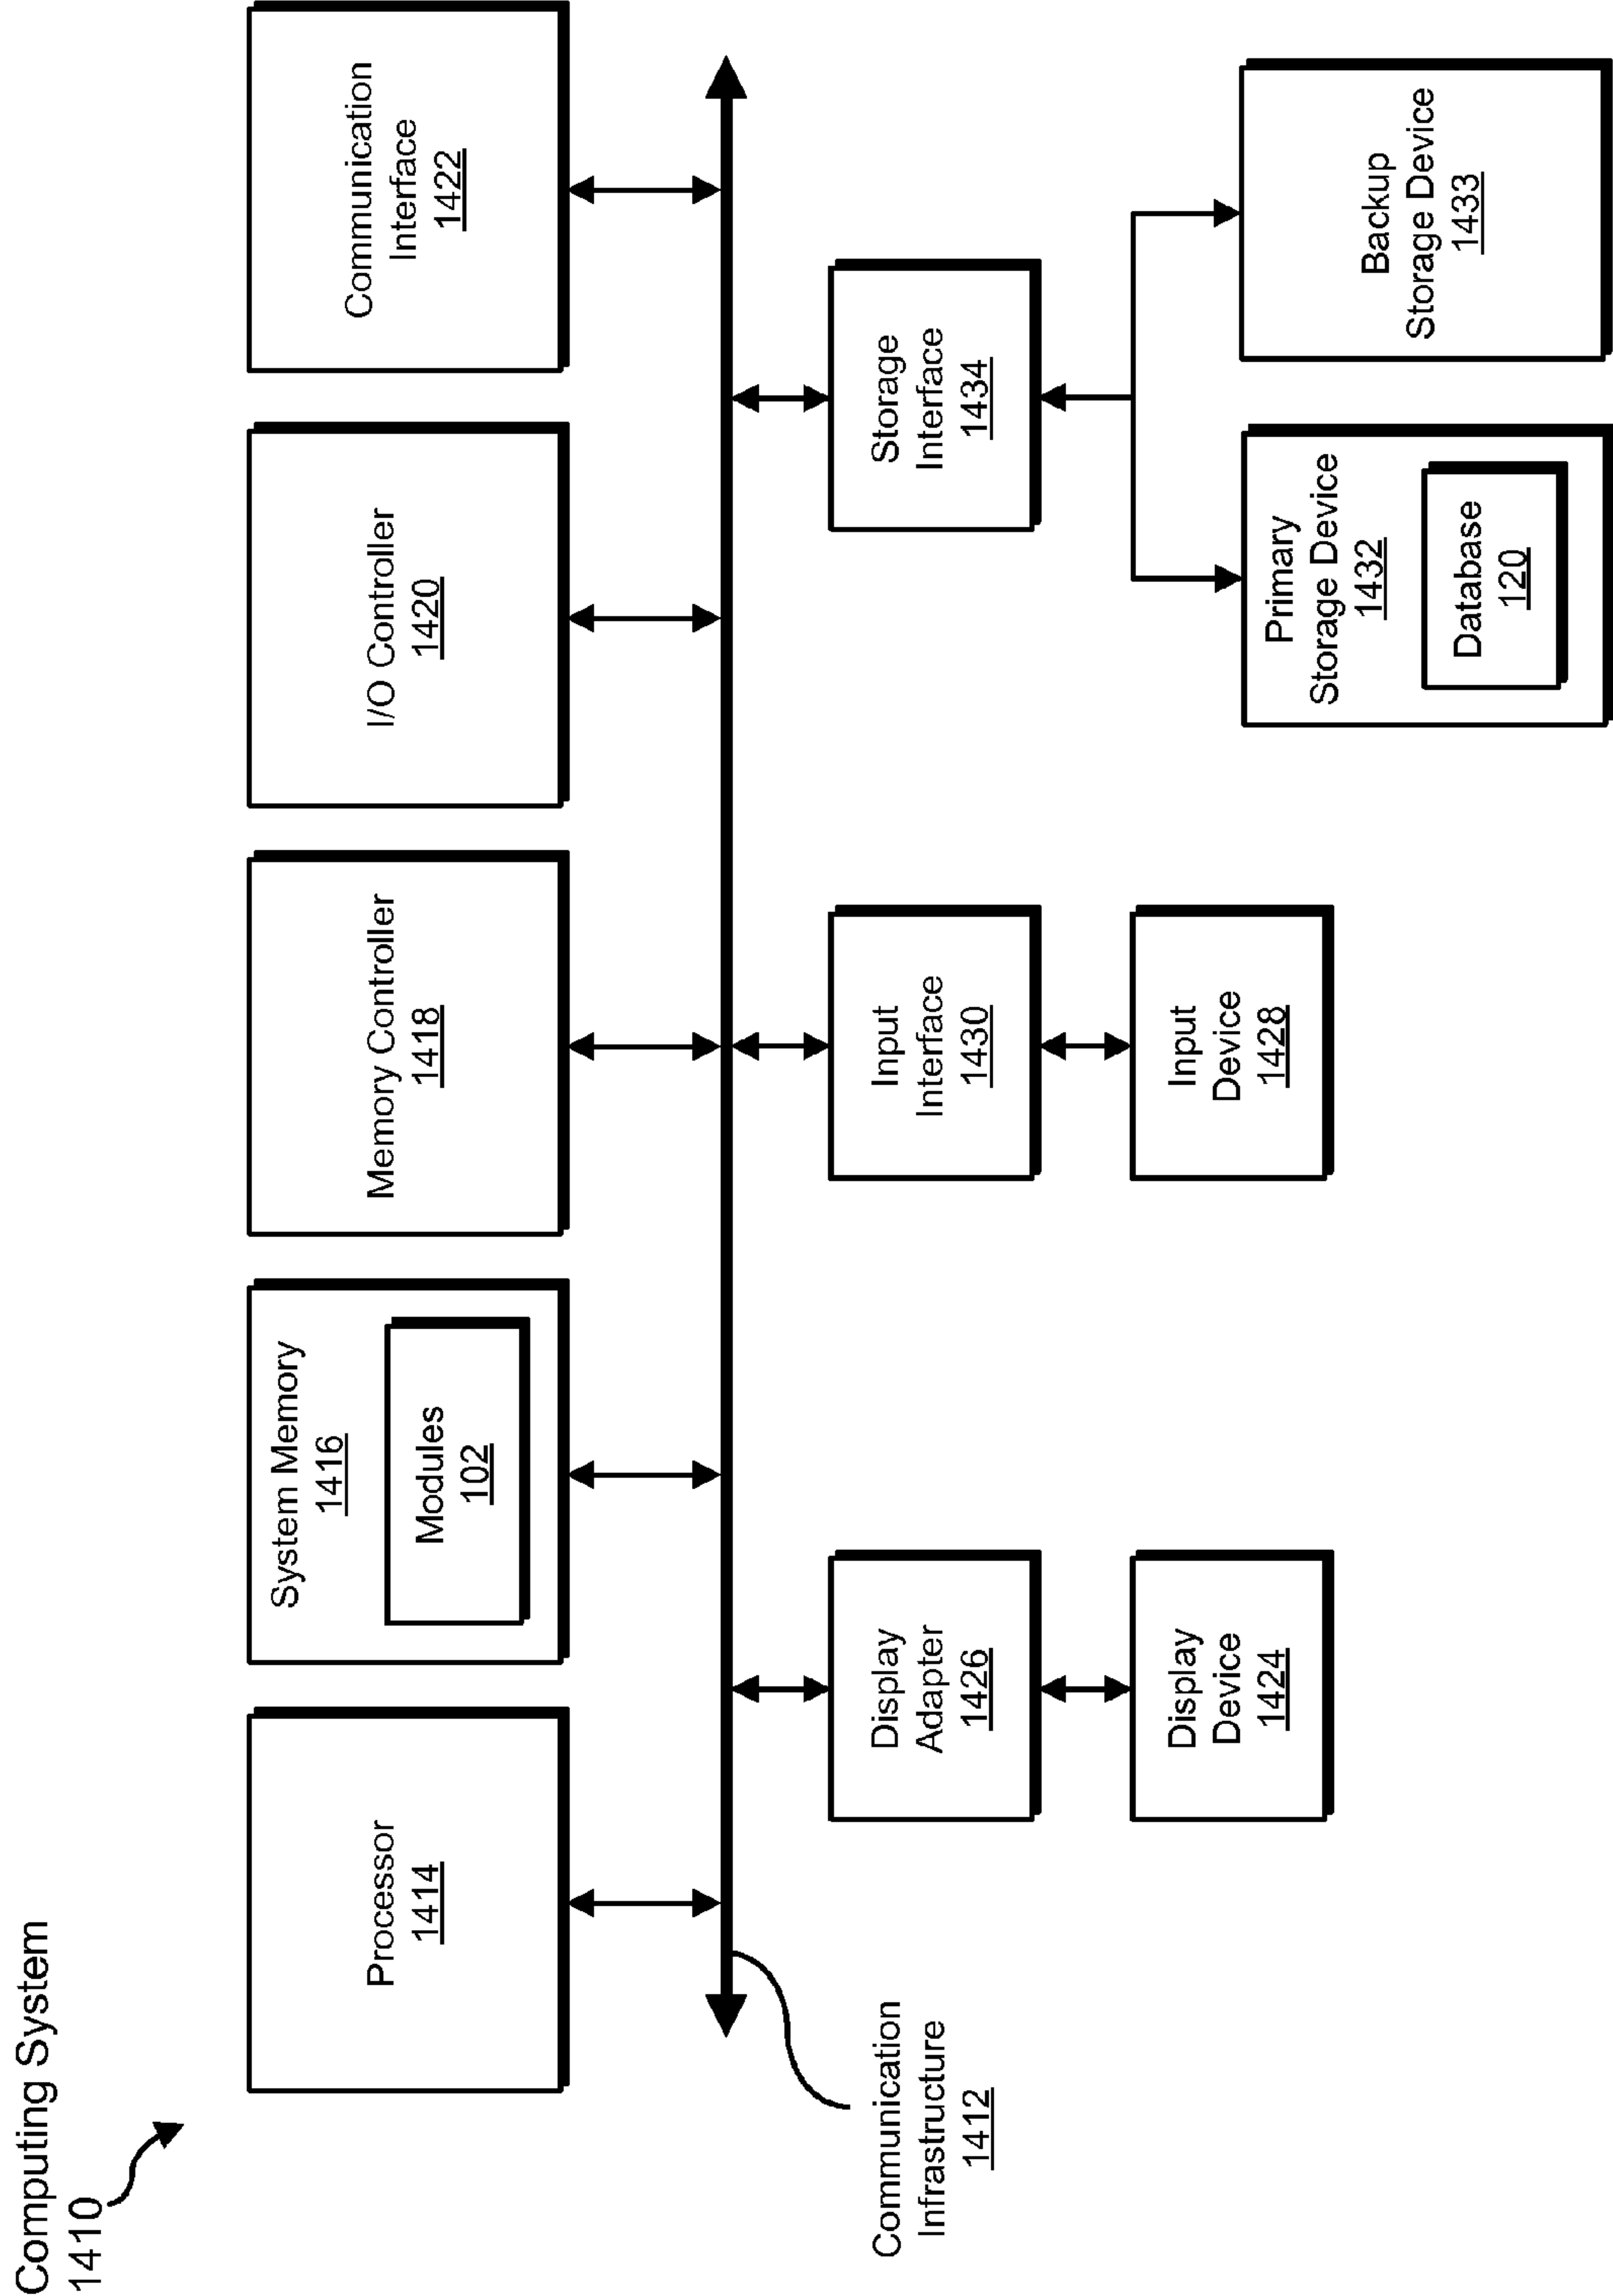 Computing System
1410
Processor
1414
System Memory
1416
Modules
102
Memory Controller
1418
I/O Controller
1420
Communication
Interface
1422
Communication
Infrastructure
1412
Display
Adapter
1426
Input
Interface
1430
Storage
Interface
1434
Display
Device
1424
Input
Device
1428
Primary
Storage Device
1432
Database
120
Backup
Storage Device
1433